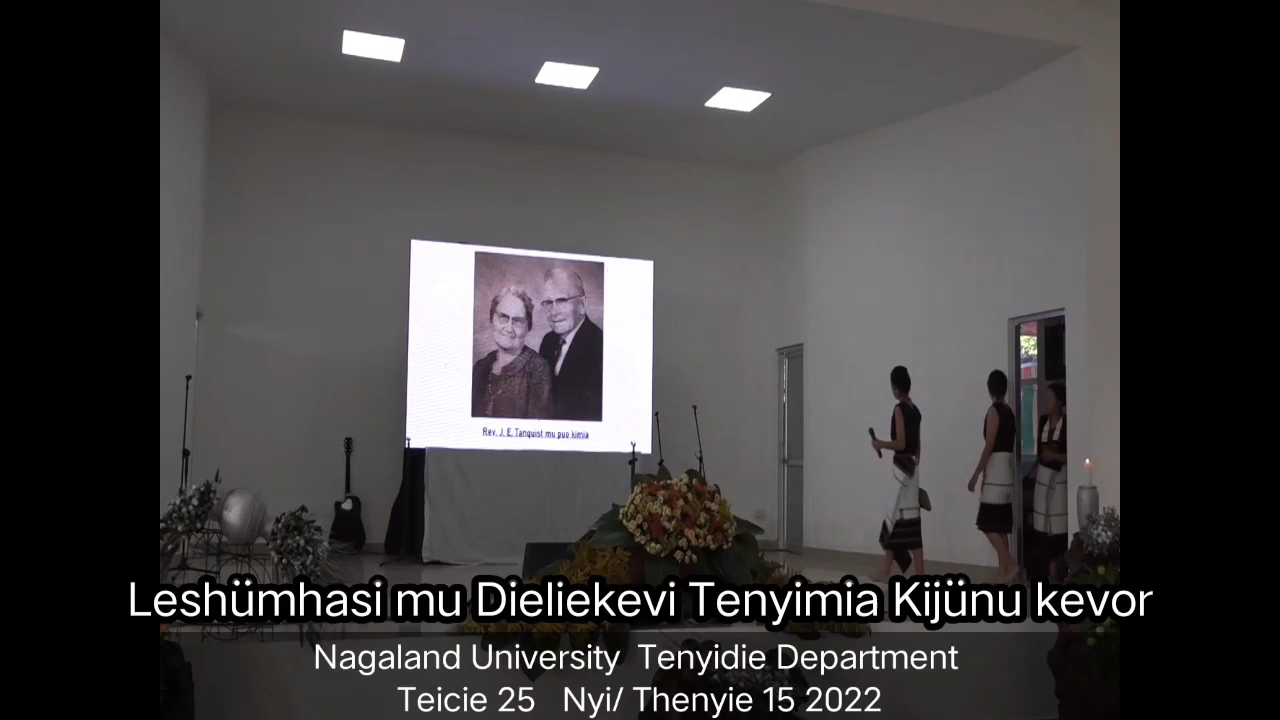 Rev. J. E. Tanquist mu puo kimia
Leshümhasi mu Dieliekevi Tenyimia Kijünu kevor
Nagaland University Tenyidie Department
Teicie 25 Nyi/ Thenyie 15 2022